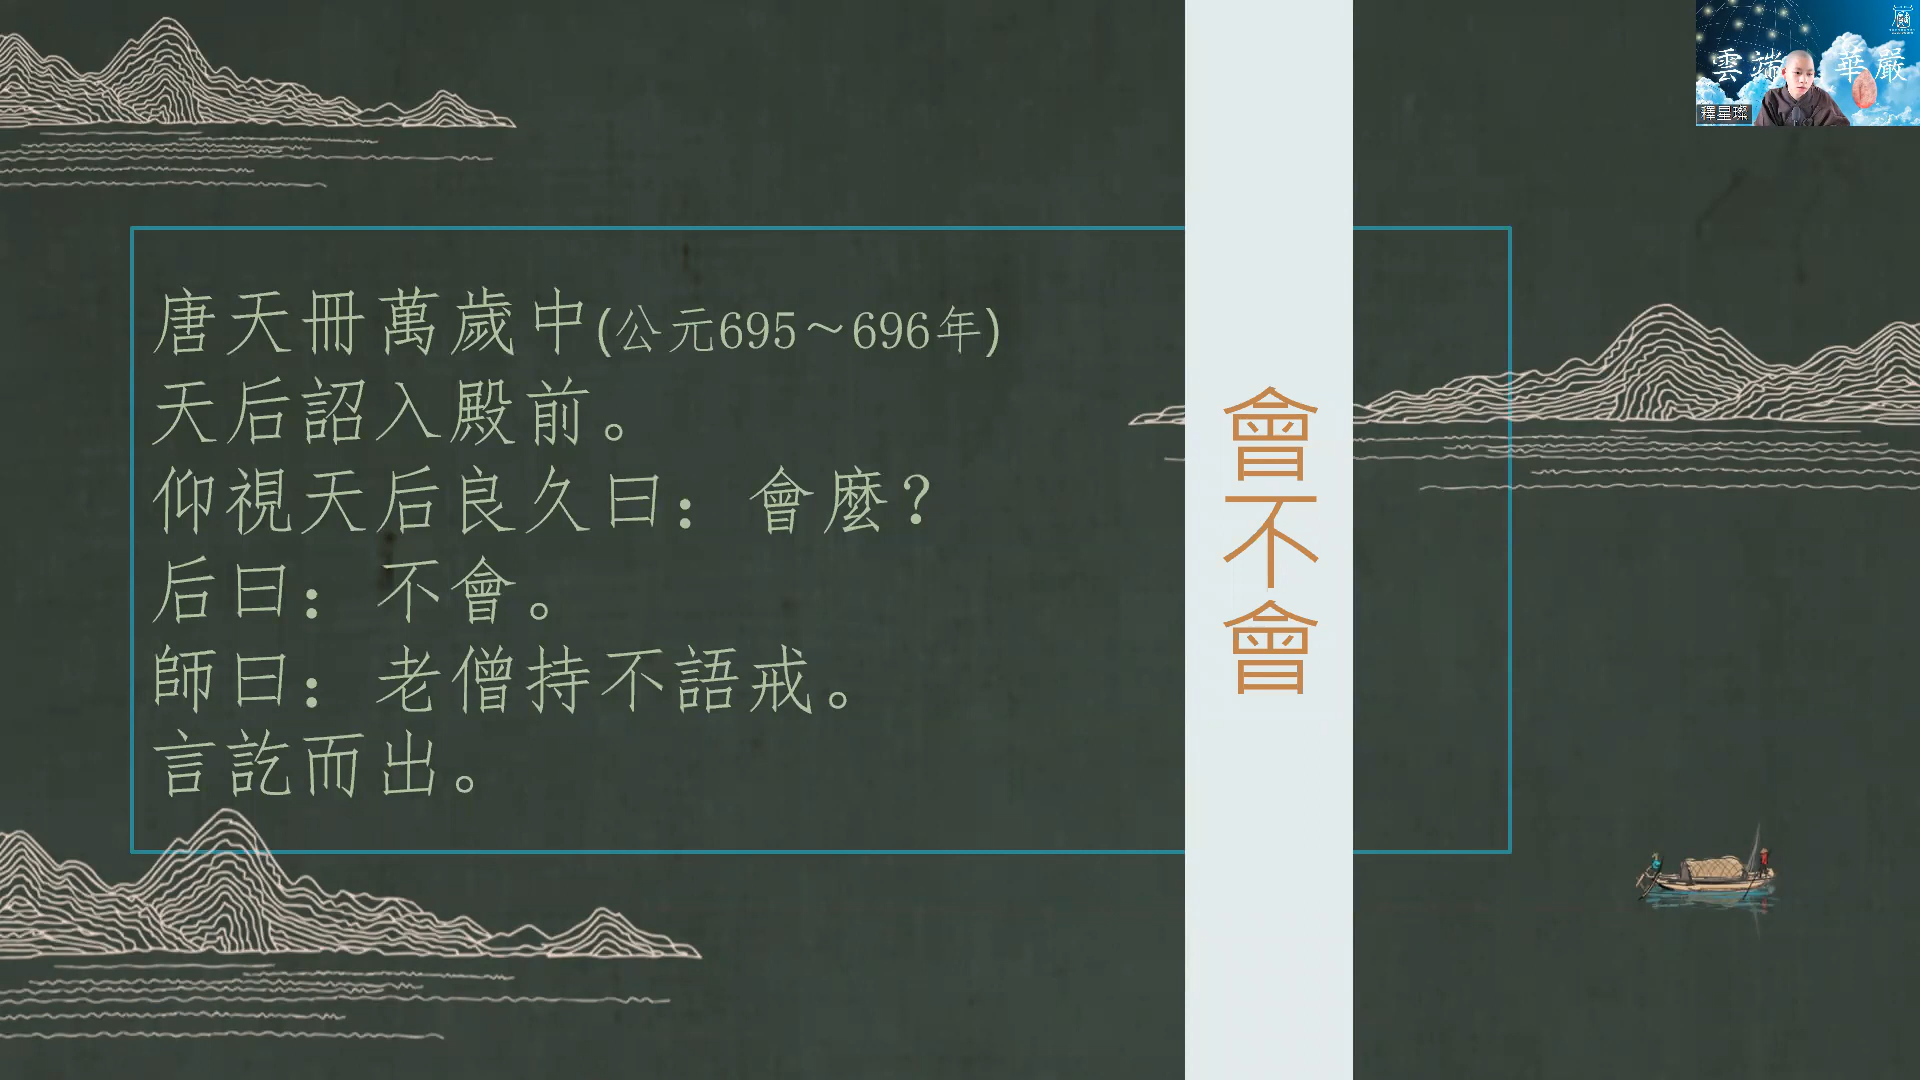 唐天冊萬歲中(公元695～696年)
天后詔入殿前。
仰視天后良久曰：會麼？
后曰：不會。
師曰：老僧持不語戒。
言訖而出。
會不會
雲端 華嚴
釋星璨